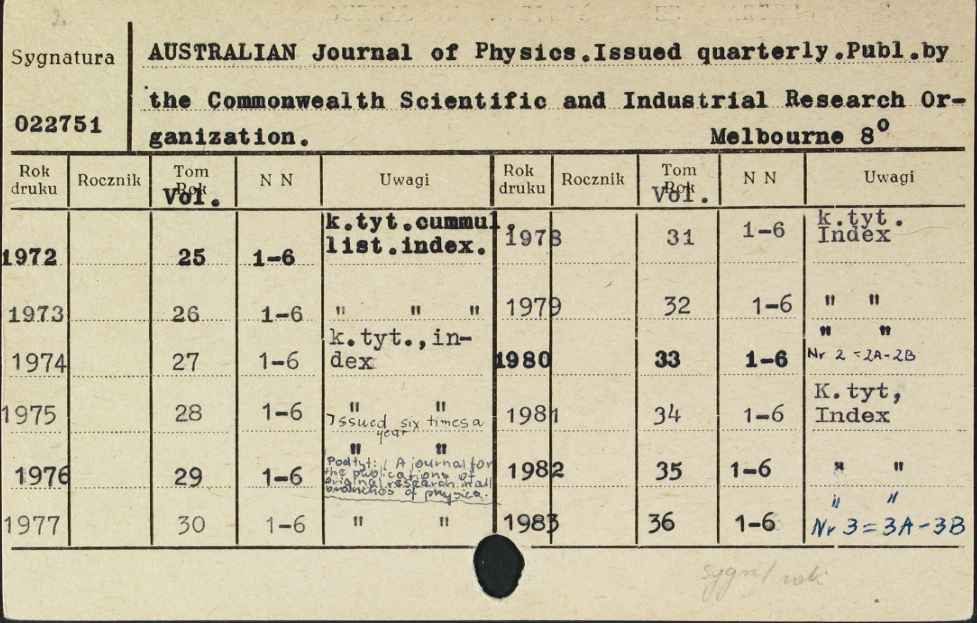 2.
Sygnatura
022751
AUSTRALIAN Journal of Physics.Issued quarterly.Publ.by
the Commonwealth Scientific and Industrial Research Or-
ganization. Melbourne 8⁰
Rok druku Rocznik Tom Rok Vol. N N Uwagi
1972 25 1-6 k.tyt.cummul.
list.index.
1973 26 1-6 " " "
1974 27 1-6 k.tyt.,in-
dex
1975 28 1-6 " "
Issued six times a
year
1976 29 1-6 " "
Podtyt: A journal for
the publications of
original research in all
branches of physics.
1977 30 1-6 " "
Rok druku Rocznik Tom Rok Vol. N N Uwagi
1978 31 1-6 k.tyt.
Index
1979 32 1-6 " "
1980 33 1-6 " "
Nr 2 = 2A-2B
1981 34 1-6 K.tyt,
Index
1982 35 1-6 " "
1983 36 1-6 " "
Nr 3 = 3A-3B